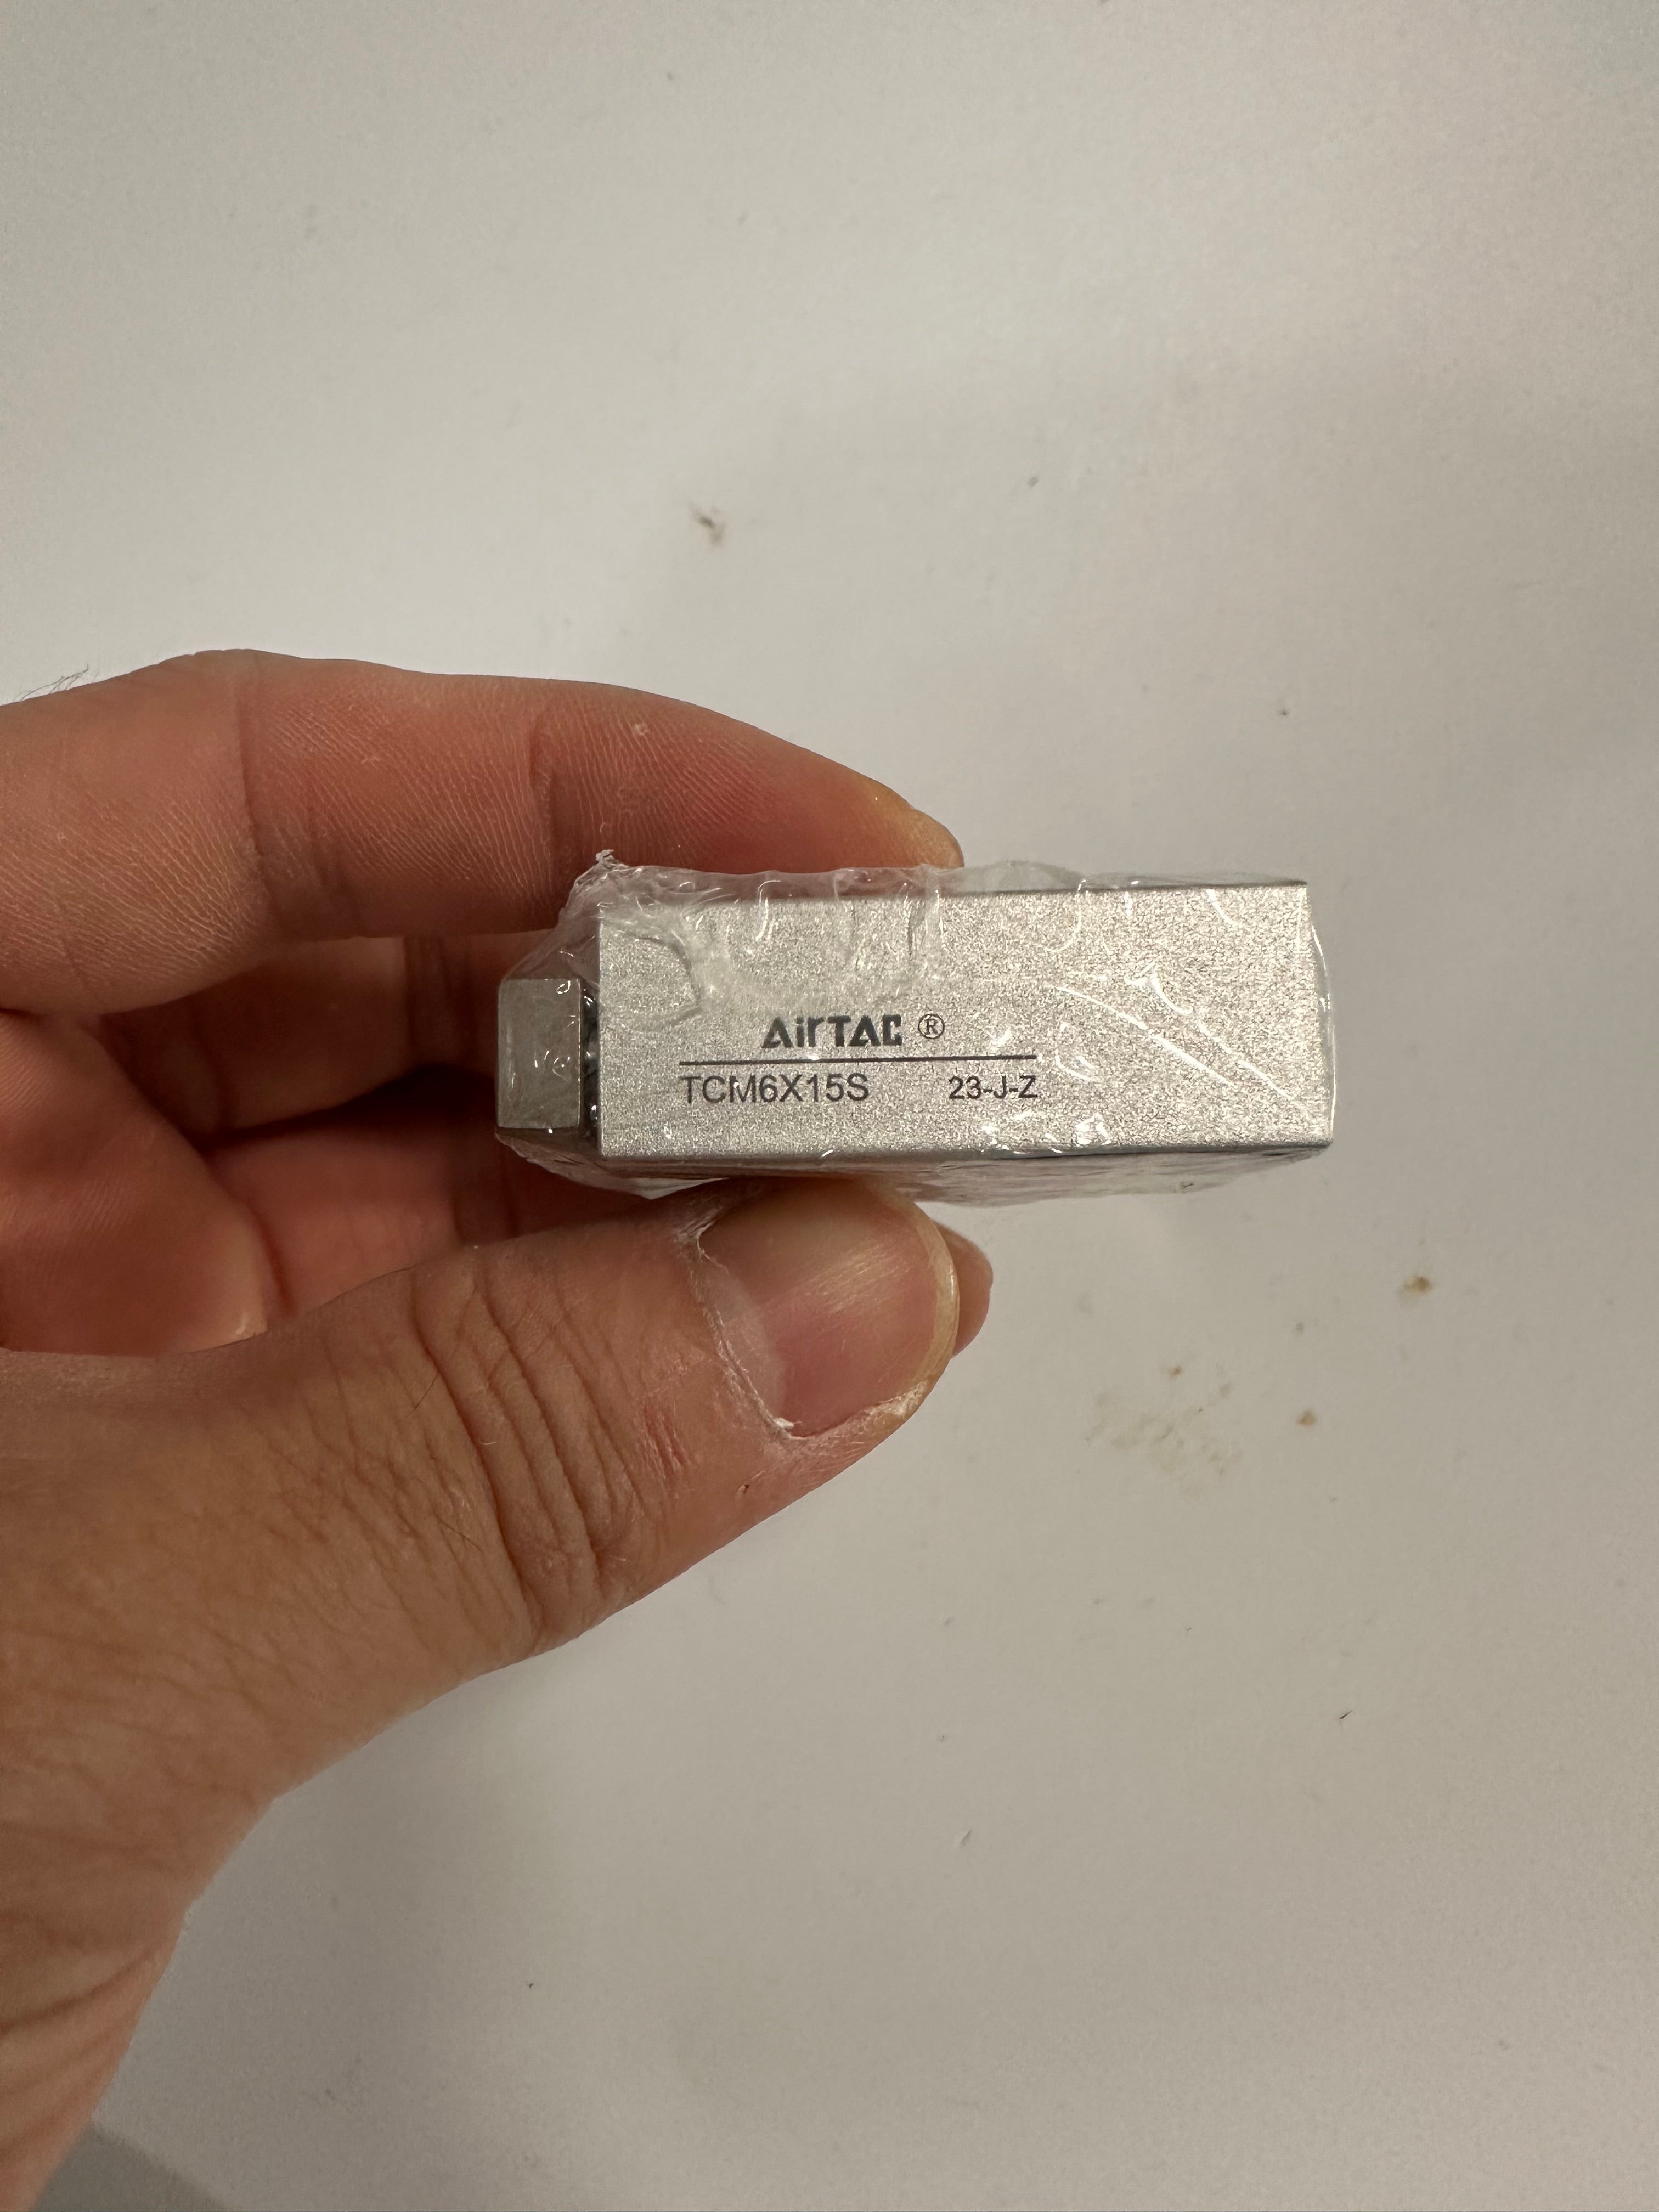 AirTAC ®
TCM6X15S 23-J-Z